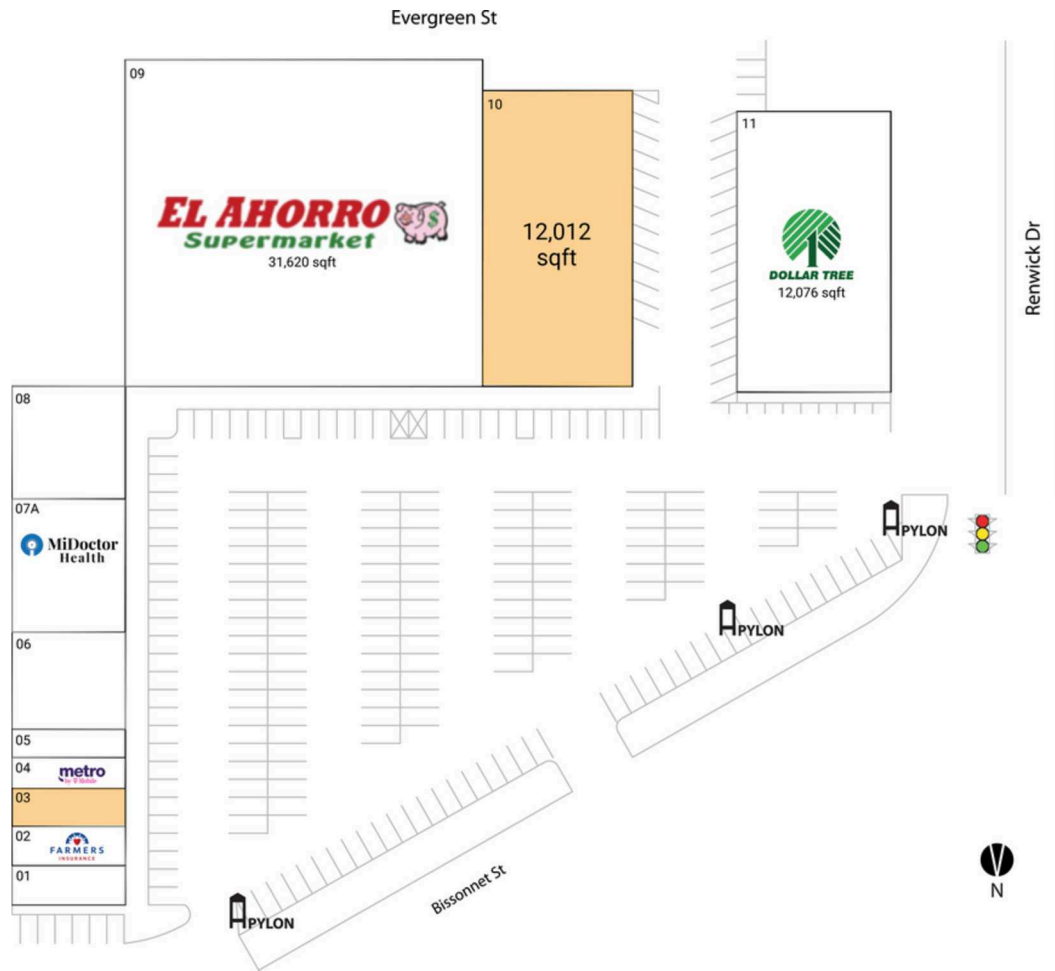 Evergreen St
09
EL AHORRO
Supermarket
$
31,620 sqft
10
12,012
sqft
11
DOLLAR TREE
12,076 sqft
Renwick Dr
08
07A
MiDoctor
Health
06
05
04
metro
by T Mobile
03
02
FARMERS
INSURANCE
01
PYLON
PYLON
PYLON
Bissonnet St
N